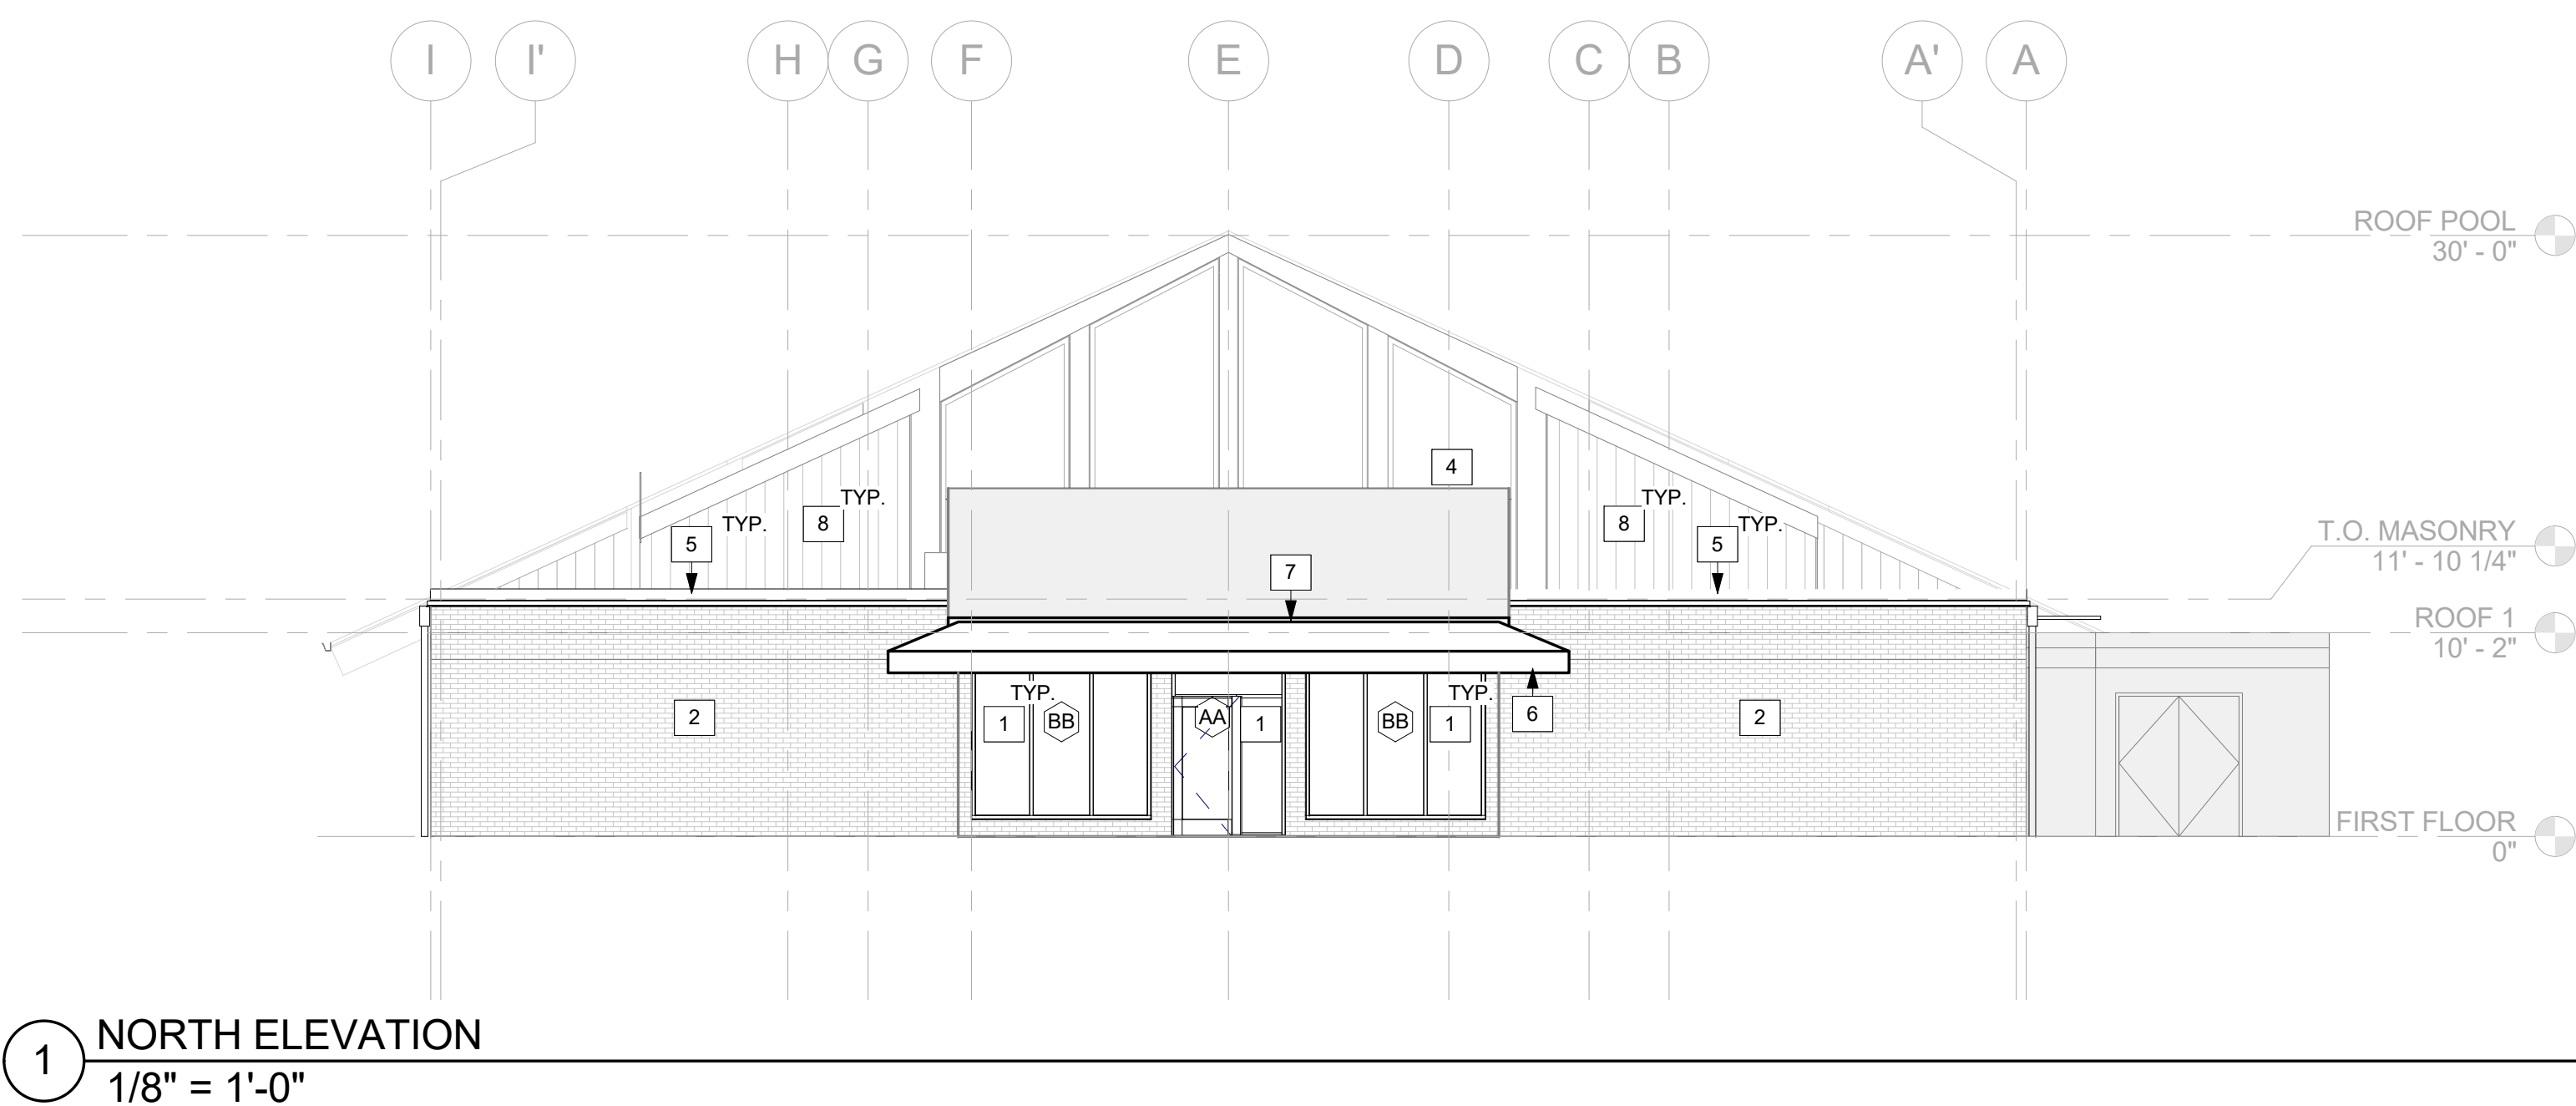 I I' H G F E D C B A' A
ROOF POOL
30' - 0"
4
TYP. TYP.
TYP. 8 8 TYP.
5 5
T.O. MASONRY
11' - 10 1/4"
7
ROOF 1
10' - 2"
TYP. TYP.
2 1 BB AA 1 BB 1 6 2
FIRST FLOOR
0"
1 NORTH ELEVATION
1/8" = 1'-0"